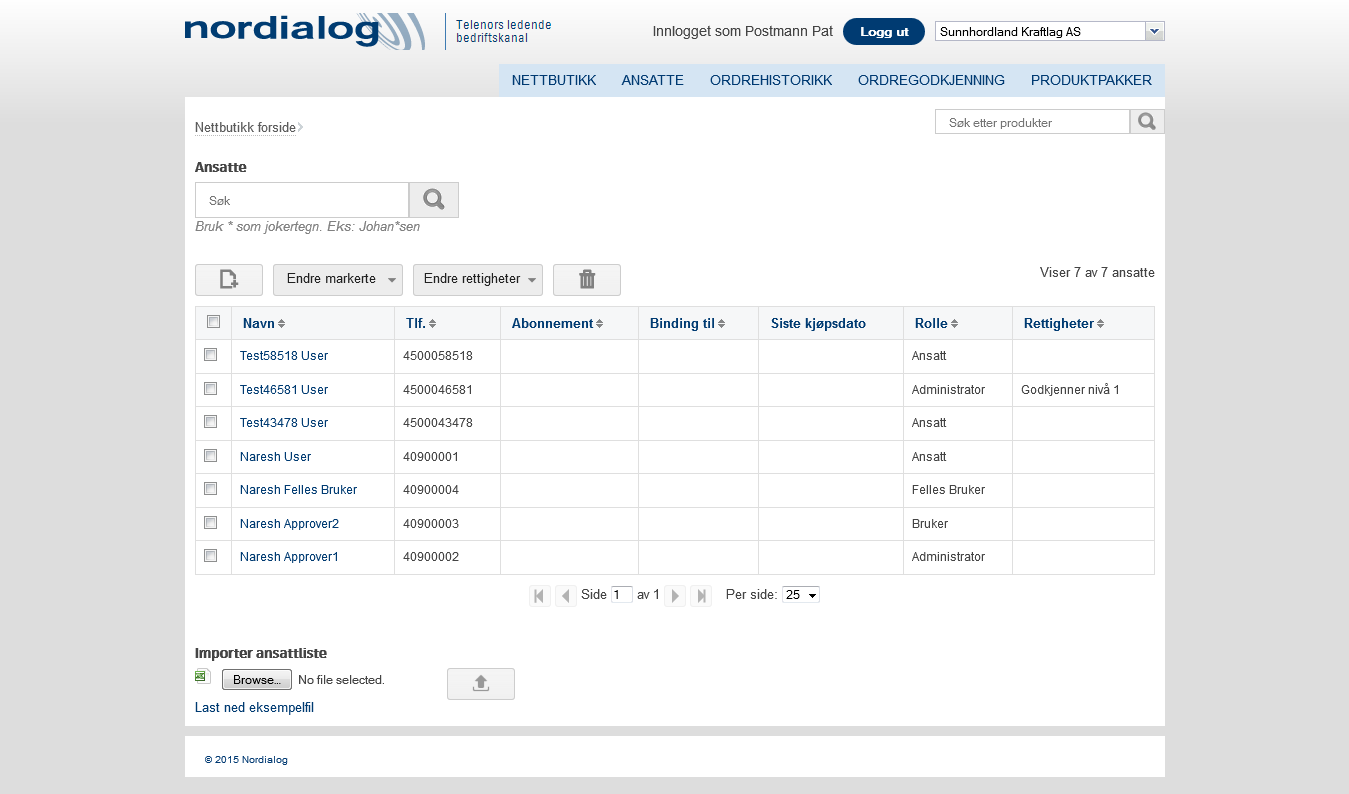 nordialog
Telenors ledende
bedriftskanal
Innlogget som Postmann Pat
Logg ut
Sunnhordland Kraftlag AS
NETTBUTIKK ANSATTE ORDREHISTORIKK ORDREGODKJENNING PRODUKTPAKKER
Nettbutikk forside
Søk etter produkter
Ansatte
Søk
Bruk * som jokertegn. Eks: Johan*sen
Endre markerte Endre rettigheter
Viser 7 av 7 ansatte
Navn Tlf. Abonnement Binding til Siste kjøpsdato Rolle Rettigheter
Test58518 User 4500058518 Ansatt
Test46581 User 4500046581 Administrator Godkjenner nivå 1
Test43478 User 4500043478 Ansatt
Naresh User 40900001 Ansatt
Naresh Felles Bruker 40900004 Felles Bruker
Naresh Approver2 40900003 Bruker
Naresh Approver1 40900002 Administrator
Side 1 av 1 Per side: 25
Importer ansattliste
Browse... No file selected.
Last ned eksempelfil
© 2015 Nordialog